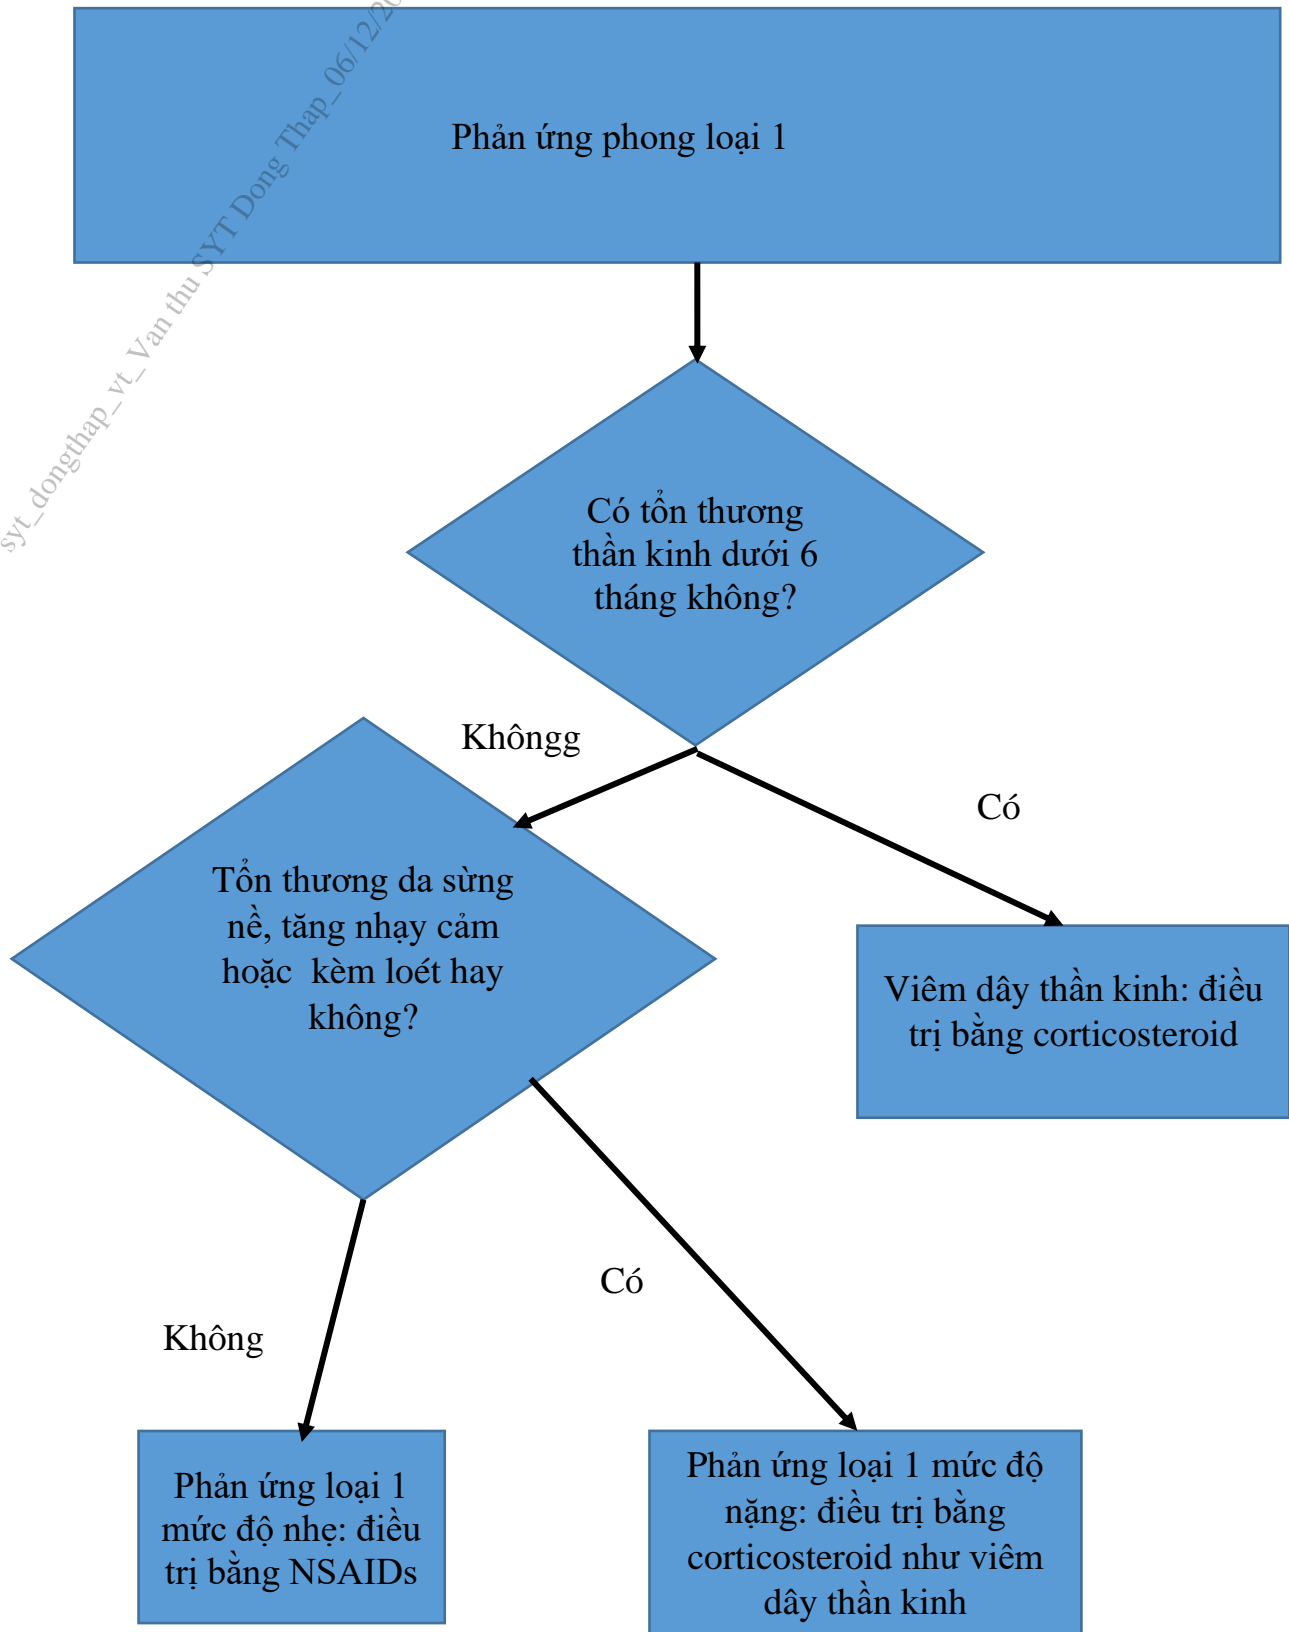 Phản ứng phong loại 1
syt_dongthap_vt_Van thu SYT Dong Thap_06/12/20
Có tổn thương
thần kinh dưới 6
tháng không?
Khôngg
Có
Tổn thương da sừng
nề, tăng nhạy cảm
hoặc  kèm loét hay
không?
Viêm dây thần kinh: điều
trị bằng corticosteroid
Có
Không
Phản ứng loại 1
mức độ nhẹ: điều
trị bằng NSAIDs
Phản ứng loại 1 mức độ
nặng: điều trị bằng
corticosteroid như viêm
dây thần kinh